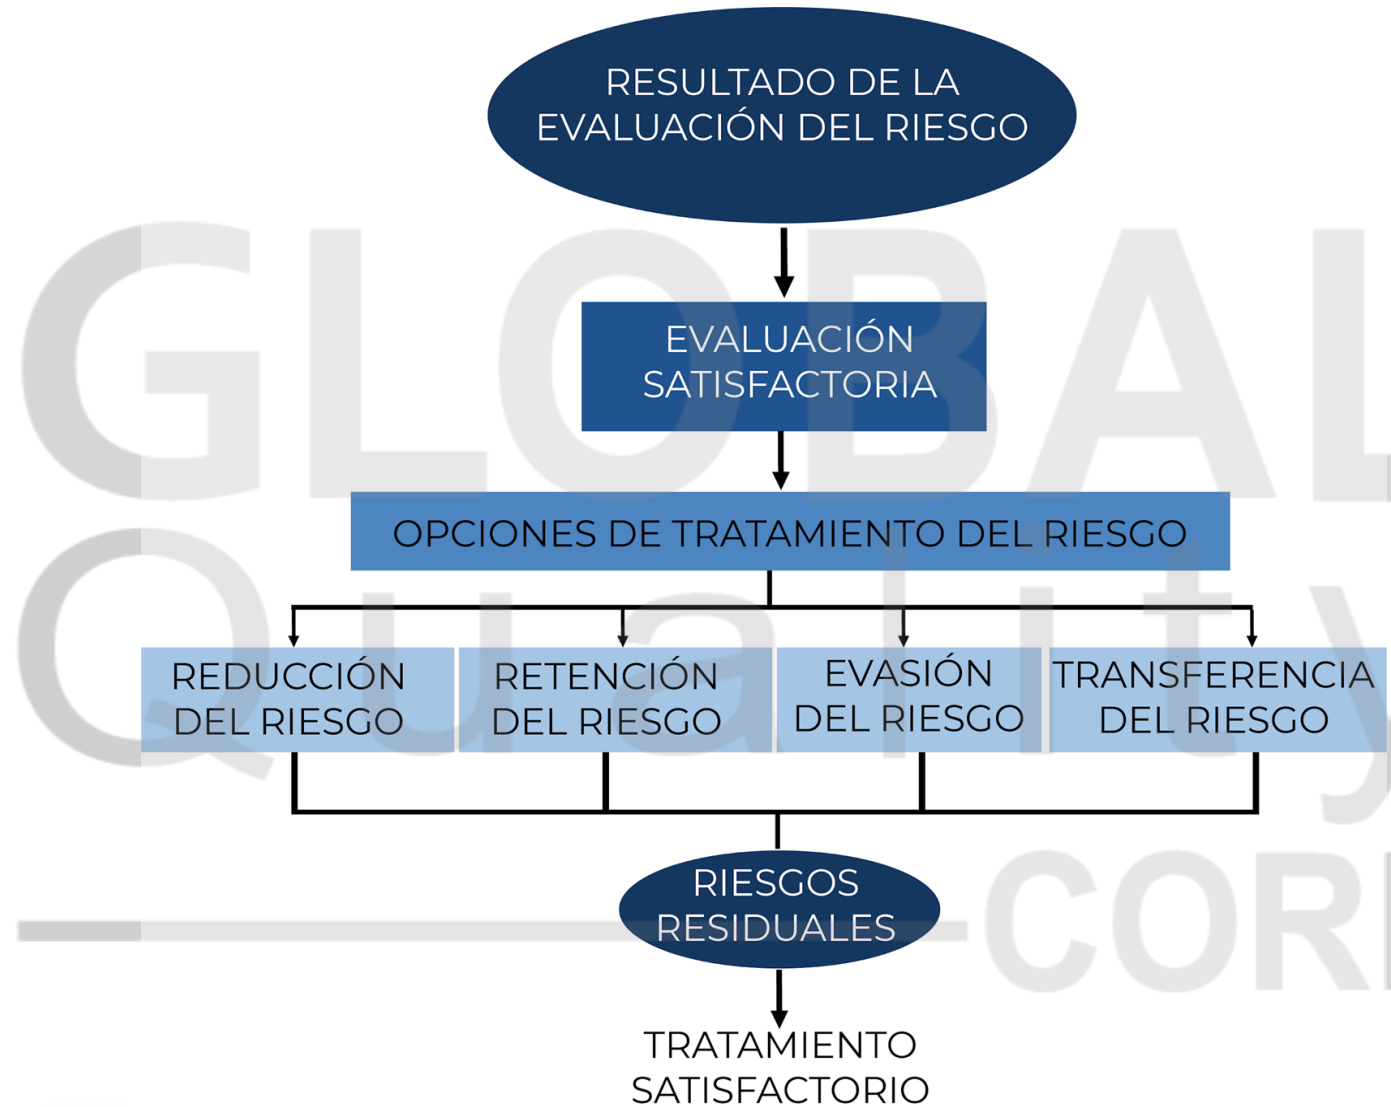 RESULTADO DE LA
EVALUACIÓN DEL RIESGO
EVALUACIÓN
SATISFACTORIA
OPCIONES DE TRATAMIENTO DEL RIESGO
REDUCCIÓN
DEL RIESGO
RETENCIÓN
DEL RIESGO
EVASIÓN
DEL RIESGO
TRANSFERENCIA
DEL RIESGO
RIESGOS
RESIDUALES
TRATAMIENTO
SATISFACTORIO
GLOBAL
Quality